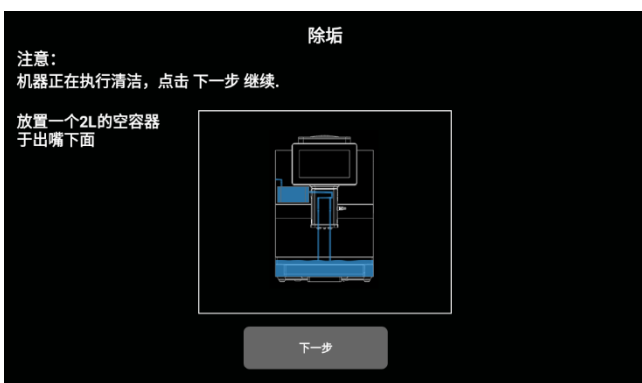 除垢
注意：
机器正在执行清洁，点击 下一步 继续.
放置一个2L的空容器
于出嘴下面
下一步